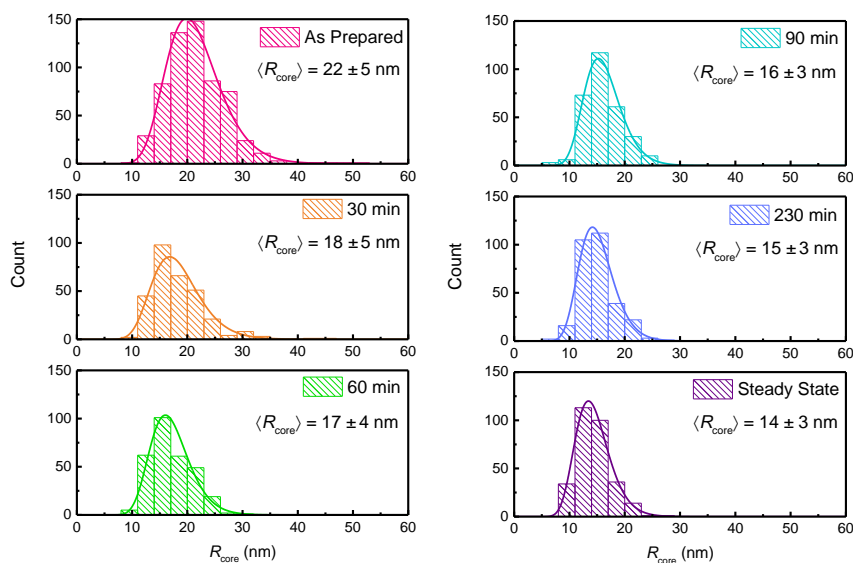 150
100
50
0
0 10 20 30 40 50 60
As Prepared
⟨Rcore⟩ = 22 ± 5 nm
150
100
50
0
0 10 20 30 40 50 60
30 min
⟨Rcore⟩ = 18 ± 5 nm
Count
150
100
50
0
0 10 20 30 40 50 60
60 min
⟨Rcore⟩ = 17 ± 4 nm
Rcore (nm)
150
100
50
0
0 10 20 30 40 50 60
90 min
⟨Rcore⟩ = 16 ± 3 nm
150
100
50
0
0 10 20 30 40 50 60
230 min
⟨Rcore⟩ = 15 ± 3 nm
Count
150
100
50
0
0 10 20 30 40 50 60
Steady State
⟨Rcore⟩ = 14 ± 3 nm
Rcore (nm)